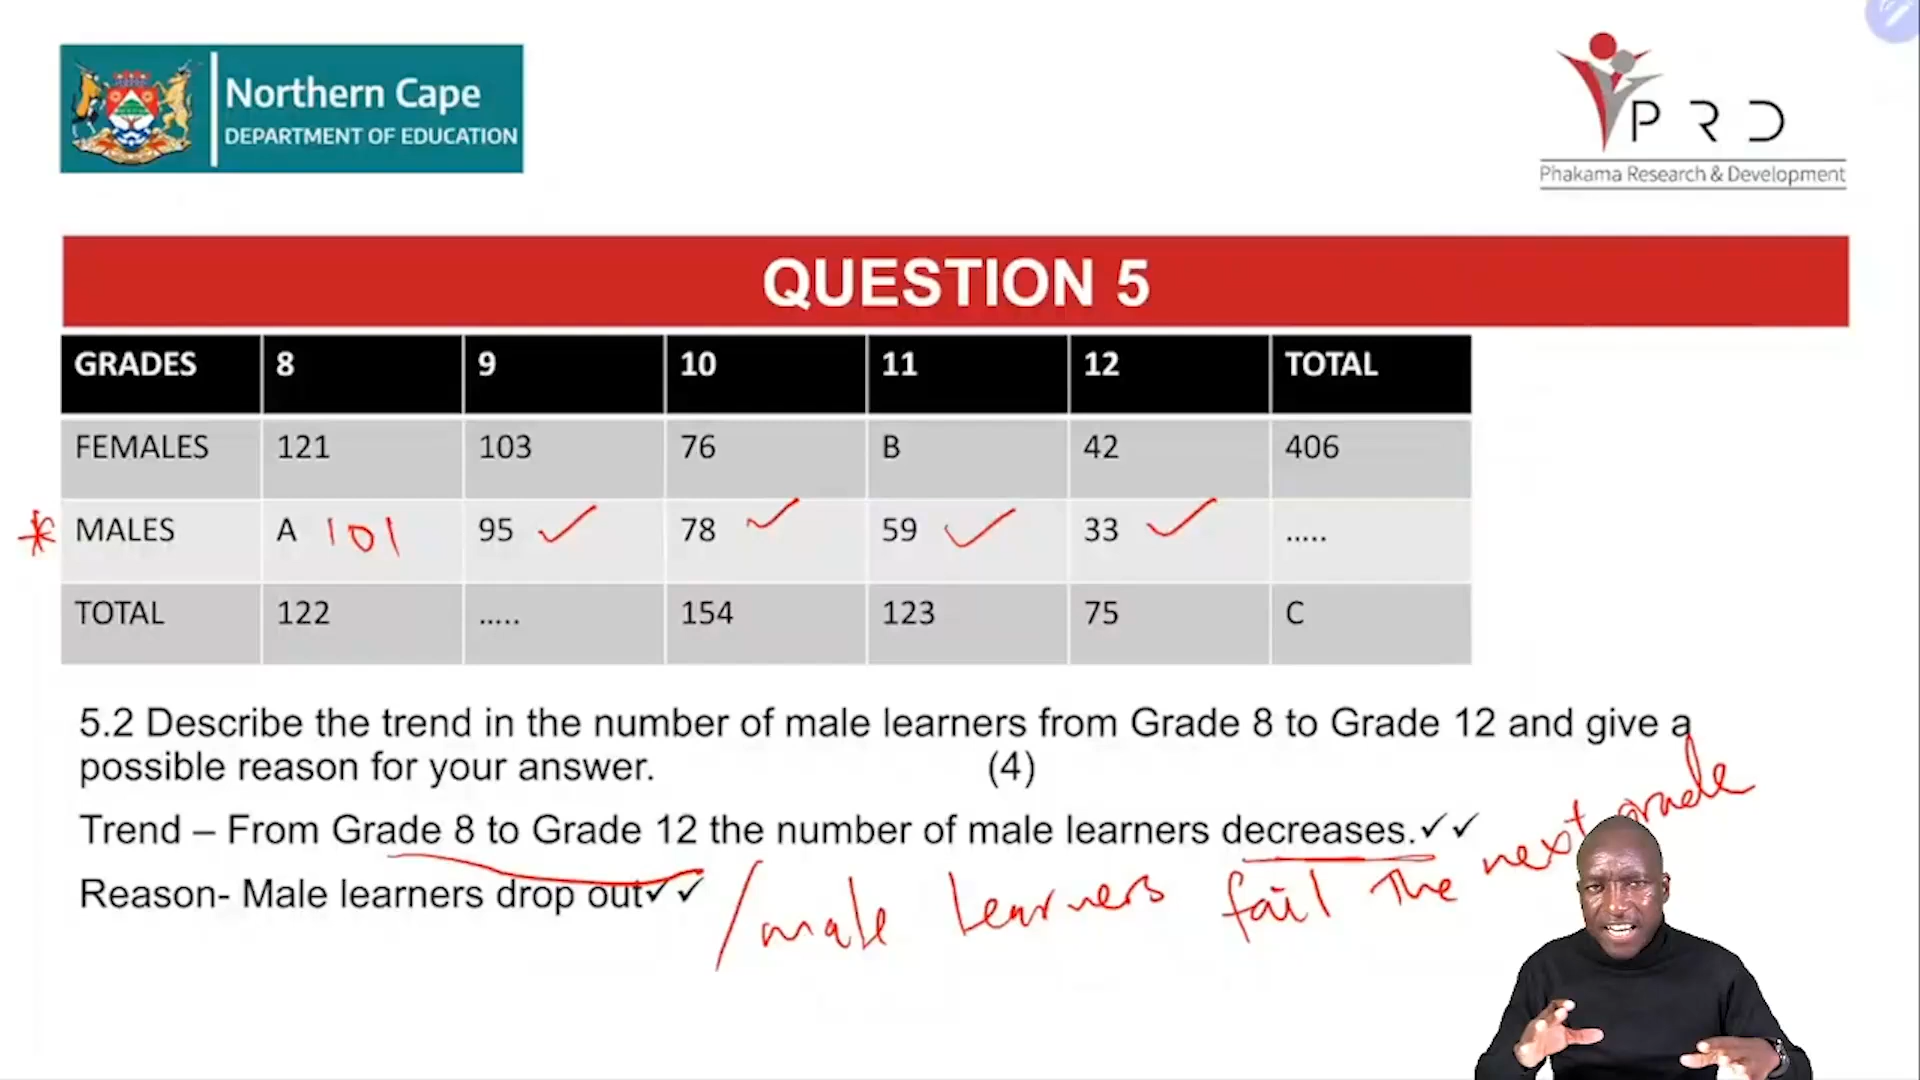 Northern Cape
DEPARTMENT OF EDUCATION
PRD
Phakama Research & Development
QUESTION 5
GRADES 8 9 10 11 12 TOTAL
FEMALES 121 103 76 B 42 406
MALES A 101 95 78 59 33 .....
TOTAL 122 ..... 154 123 75 C
5.2 Describe the trend in the number of male learners from Grade 8 to Grade 12 and give a
possible reason for your answer. (4)
Trend – From Grade 8 to Grade 12 the number of male learners decreases.✓✓
Reason- Male learners drop out✓✓ / male learners fail the next grade